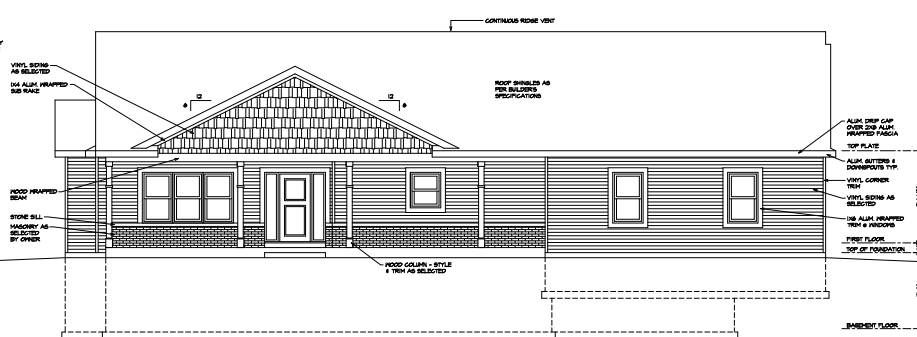 CONTINUOUS RIDGE VENT
VINYL SIDING
AS SELECTED
1X4 ALUM. WRAPPED
SUB RAKE
12
6
12
6
ROOF SHINGLES AS
PER BUILDER'S
SPECIFICATIONS
ALUM. DRIP CAP
OVER 2X8 ALUM.
WRAPPED FASCIA
TOP PLATE
ALUM. GUTTERS &
DOWNSPOUTS TYP.
VINYL CORNER
TRIM
VINYL SIDING AS
SELECTED
1X6 ALUM. WRAPPED
TRIM @ WINDOWS
FIRST FLOOR
TOP OF FOUNDATION
WOOD WRAPPED
BEAM
STONE SILL
MASONRY AS
SELECTED
BY OWNER
WOOD COLUMN - STYLE
& TRIM AS SELECTED
BASEMENT FLOOR